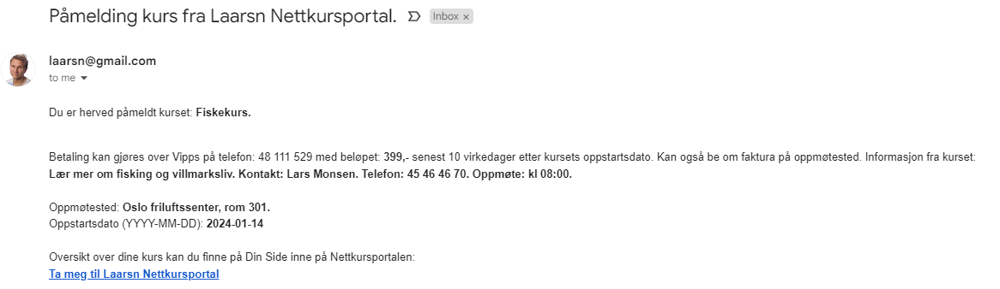 Påmelding kurs fra Laarsn Nettkursportal. Inbox ×
laarsn@gmail.com
to me
Du er herved påmeldt kurset: Fiskekurs.
Betaling kan gjøres over Vipps på telefon: 48 111 529 med beløpet: 399,- senest 10 virkedager etter kursets oppstartsdato. Kan også be om faktura på oppmøtested. Informasjon fra kurset:
Lær mer om fisking og villmarksliv. Kontakt: Lars Monsen. Telefon: 45 46 46 70. Oppmøte: kl 08:00.
Oppmøtested: Oslo friluftssenter, rom 301.
Oppstartsdato (YYYY-MM-DD): 2024-01-14
Oversikt over dine kurs kan du finne på Din Side inne på Nettkursportalen:
Ta meg til Laarsn Nettkursportal